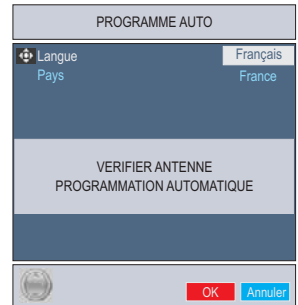 PROGRAMME AUTO
Langue Français
Pays France
VERIFIER ANTENNE
PROGRAMMATION AUTOMATIQUE
OK Annuler